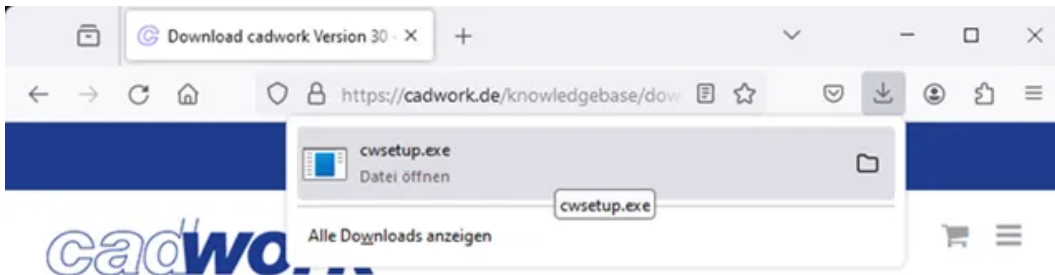 Download cadwork Version 30 -
https://cadwork.de/knowledgebase/dow
cwsetup.exe
Datei öffnen
cwsetup.exe
Alle Downloads anzeigen
cadwo